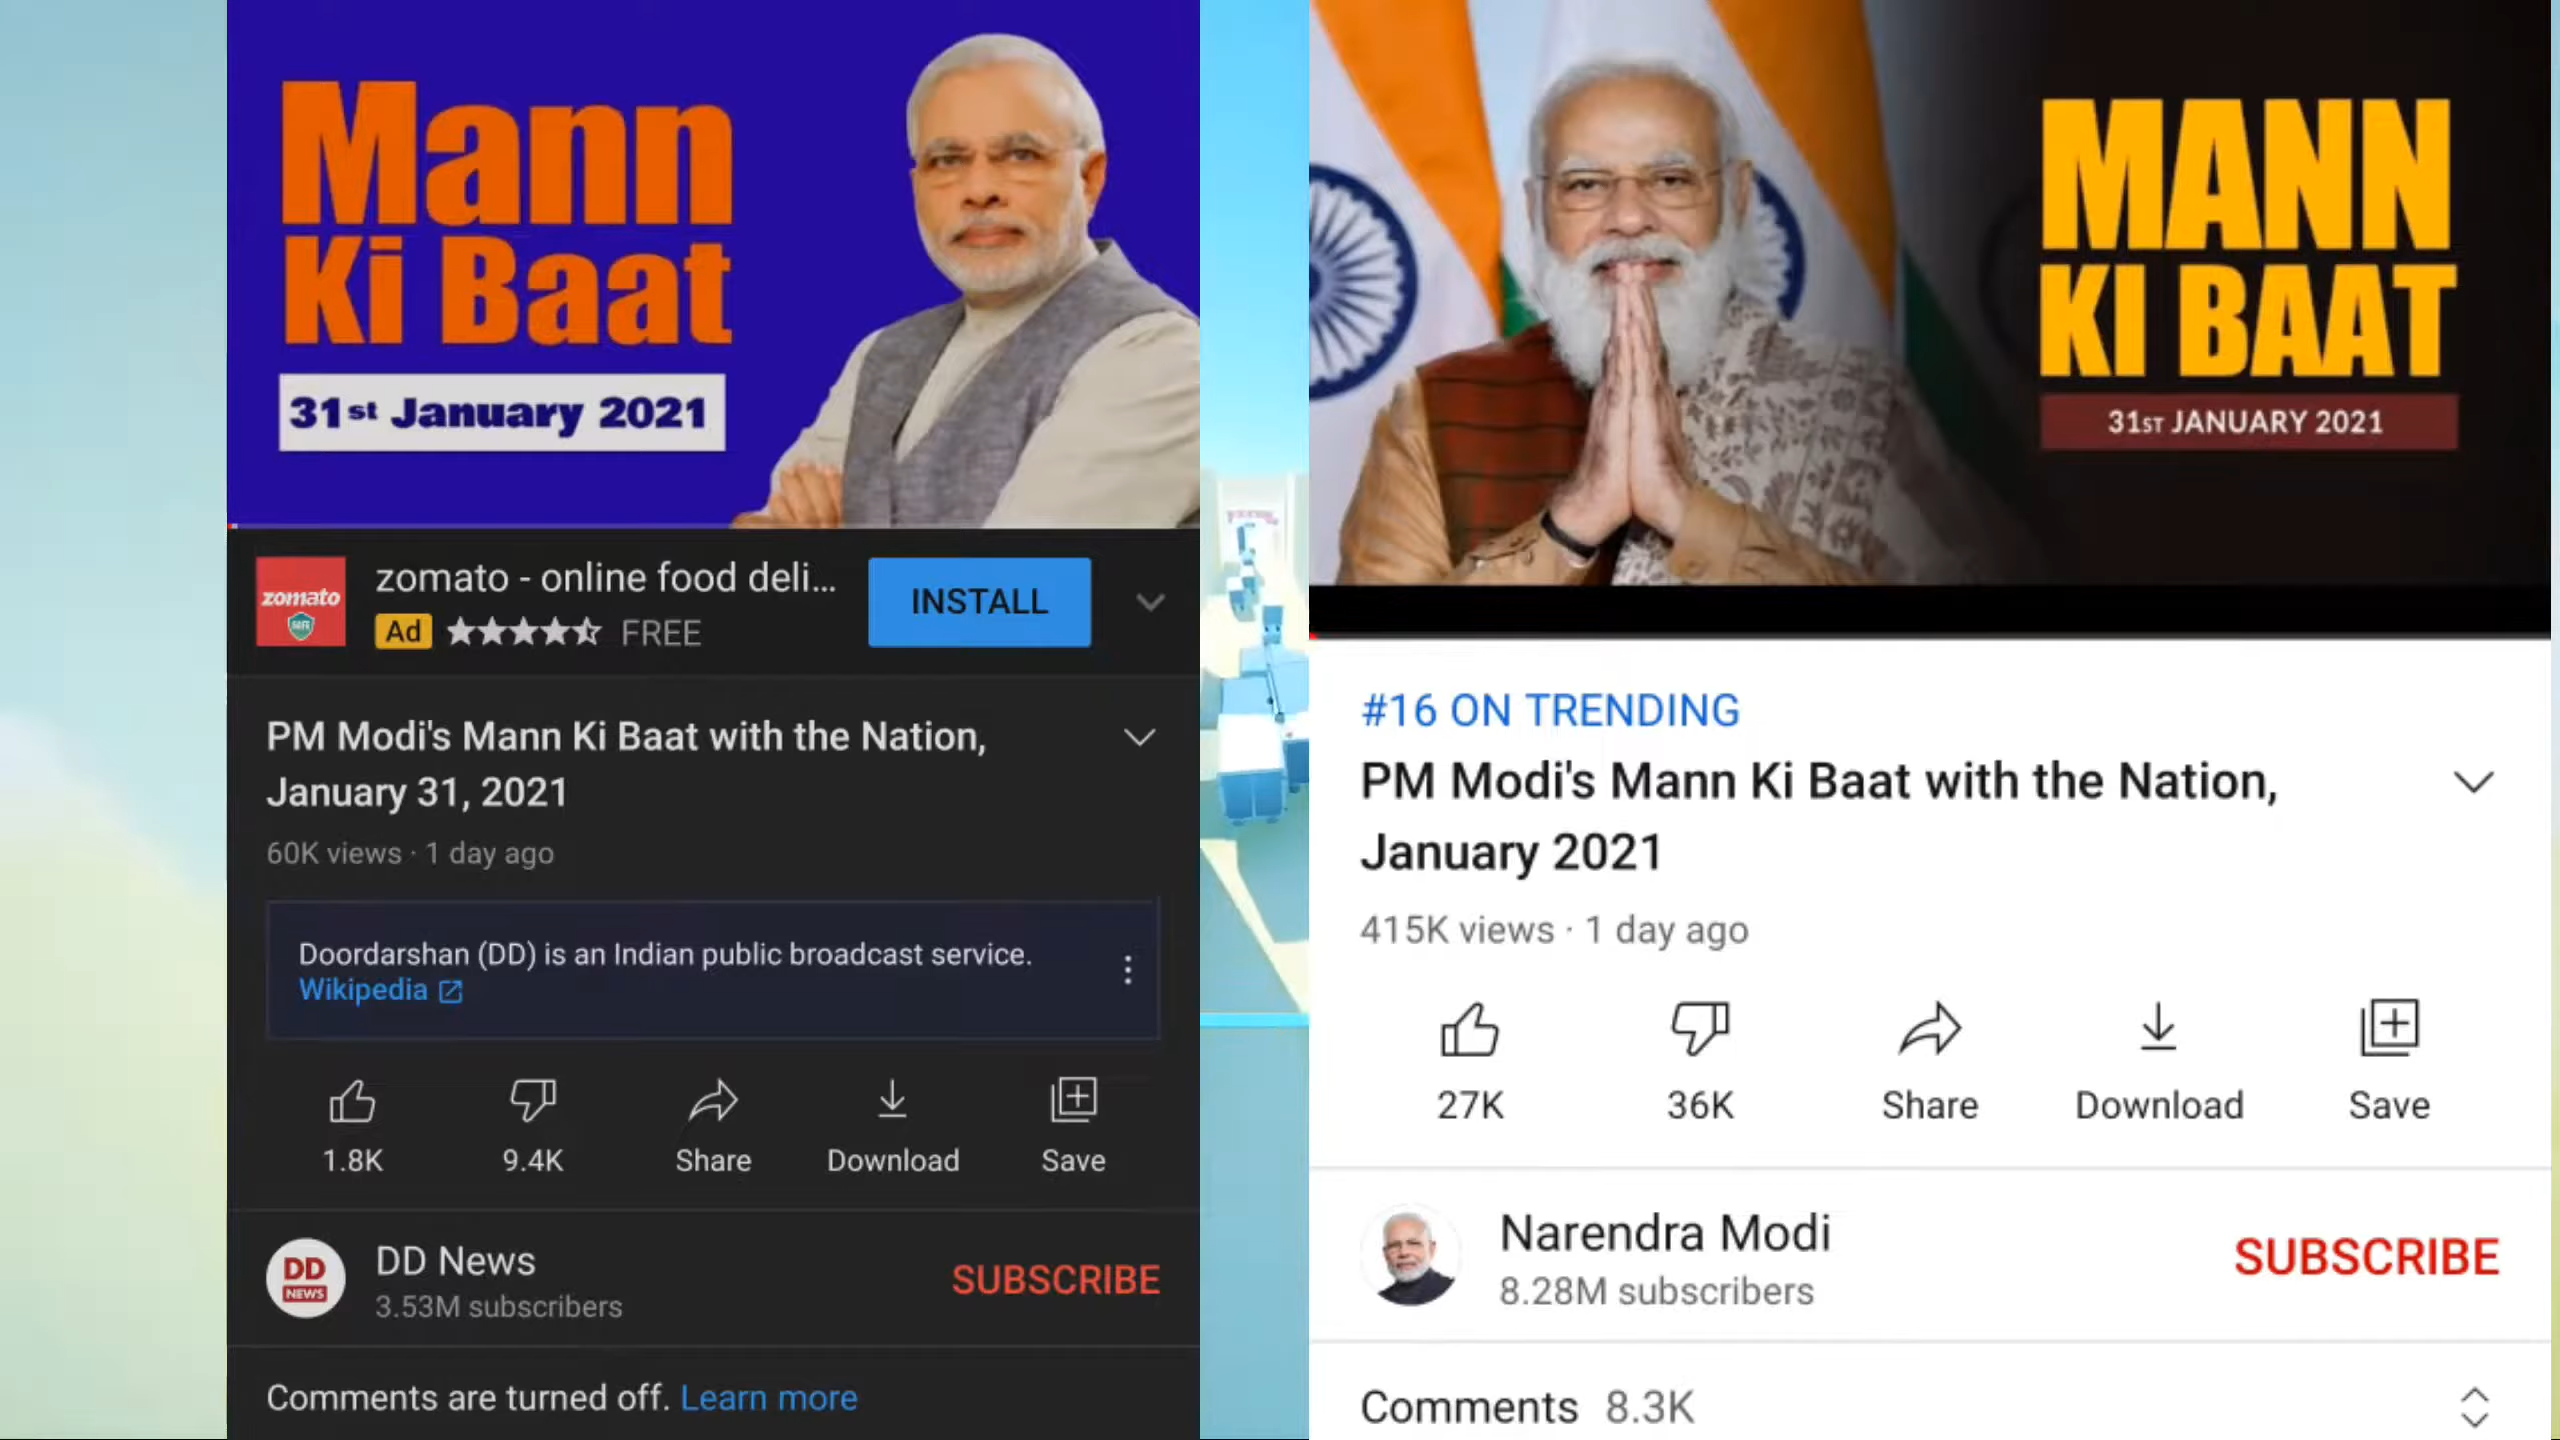 Mann
Ki Baat
31st January 2021
zomato
zomato - online food deli...
Ad
FREE
INSTALL
PM Modi's Mann Ki Baat with the Nation,
January 31, 2021
60K views · 1 day ago
Doordarshan (DD) is an Indian public broadcast service.
Wikipedia
1.8K
9.4K
Share
Download
Save
DD
NEWS
DD News
3.53M subscribers
SUBSCRIBE
Comments are turned off. Learn more
MANN
KI BAAT
31ST JANUARY 2021
#16 ON TRENDING
PM Modi's Mann Ki Baat with the Nation,
January 2021
415K views · 1 day ago
27K
36K
Share
Download
Save
Narendra Modi
8.28M subscribers
SUBSCRIBE
Comments 8.3K